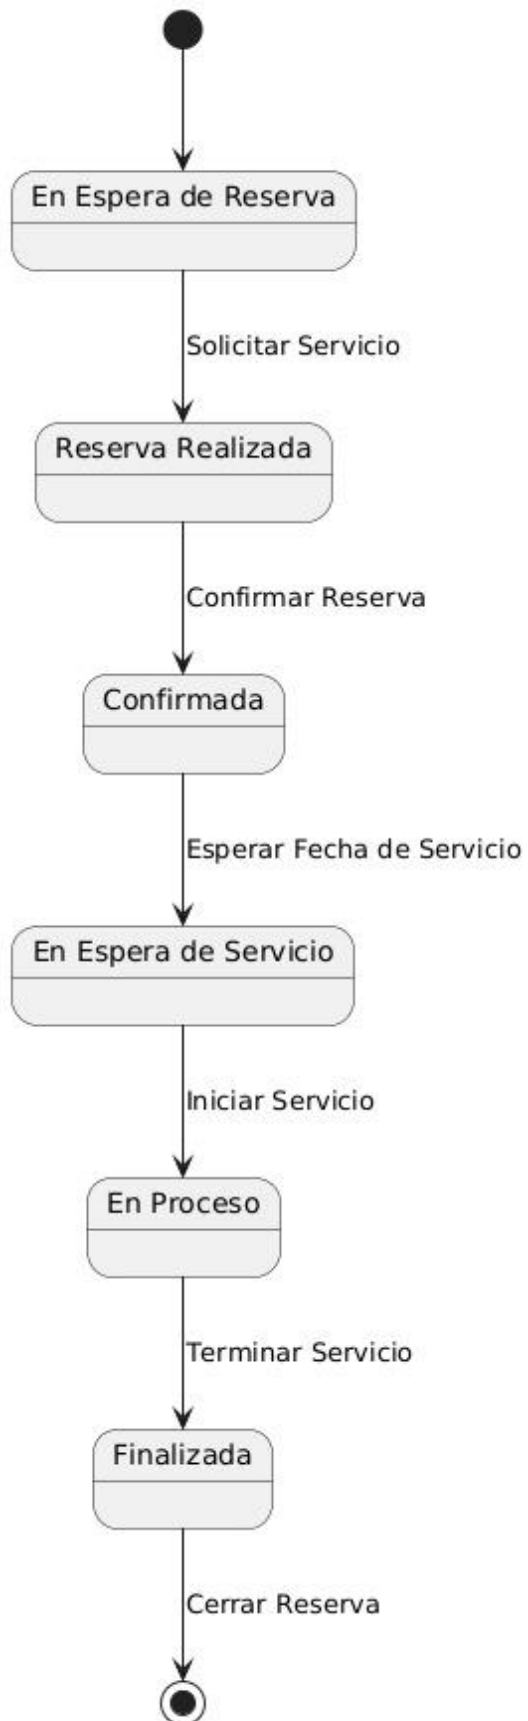 En Espera de Reserva
Solicitar Servicio
Reserva Realizada
Confirmar Reserva
Confirmada
Esperar Fecha de Servicio
En Espera de Servicio
Iniciar Servicio
En Proceso
Terminar Servicio
Finalizada
Cerrar Reserva